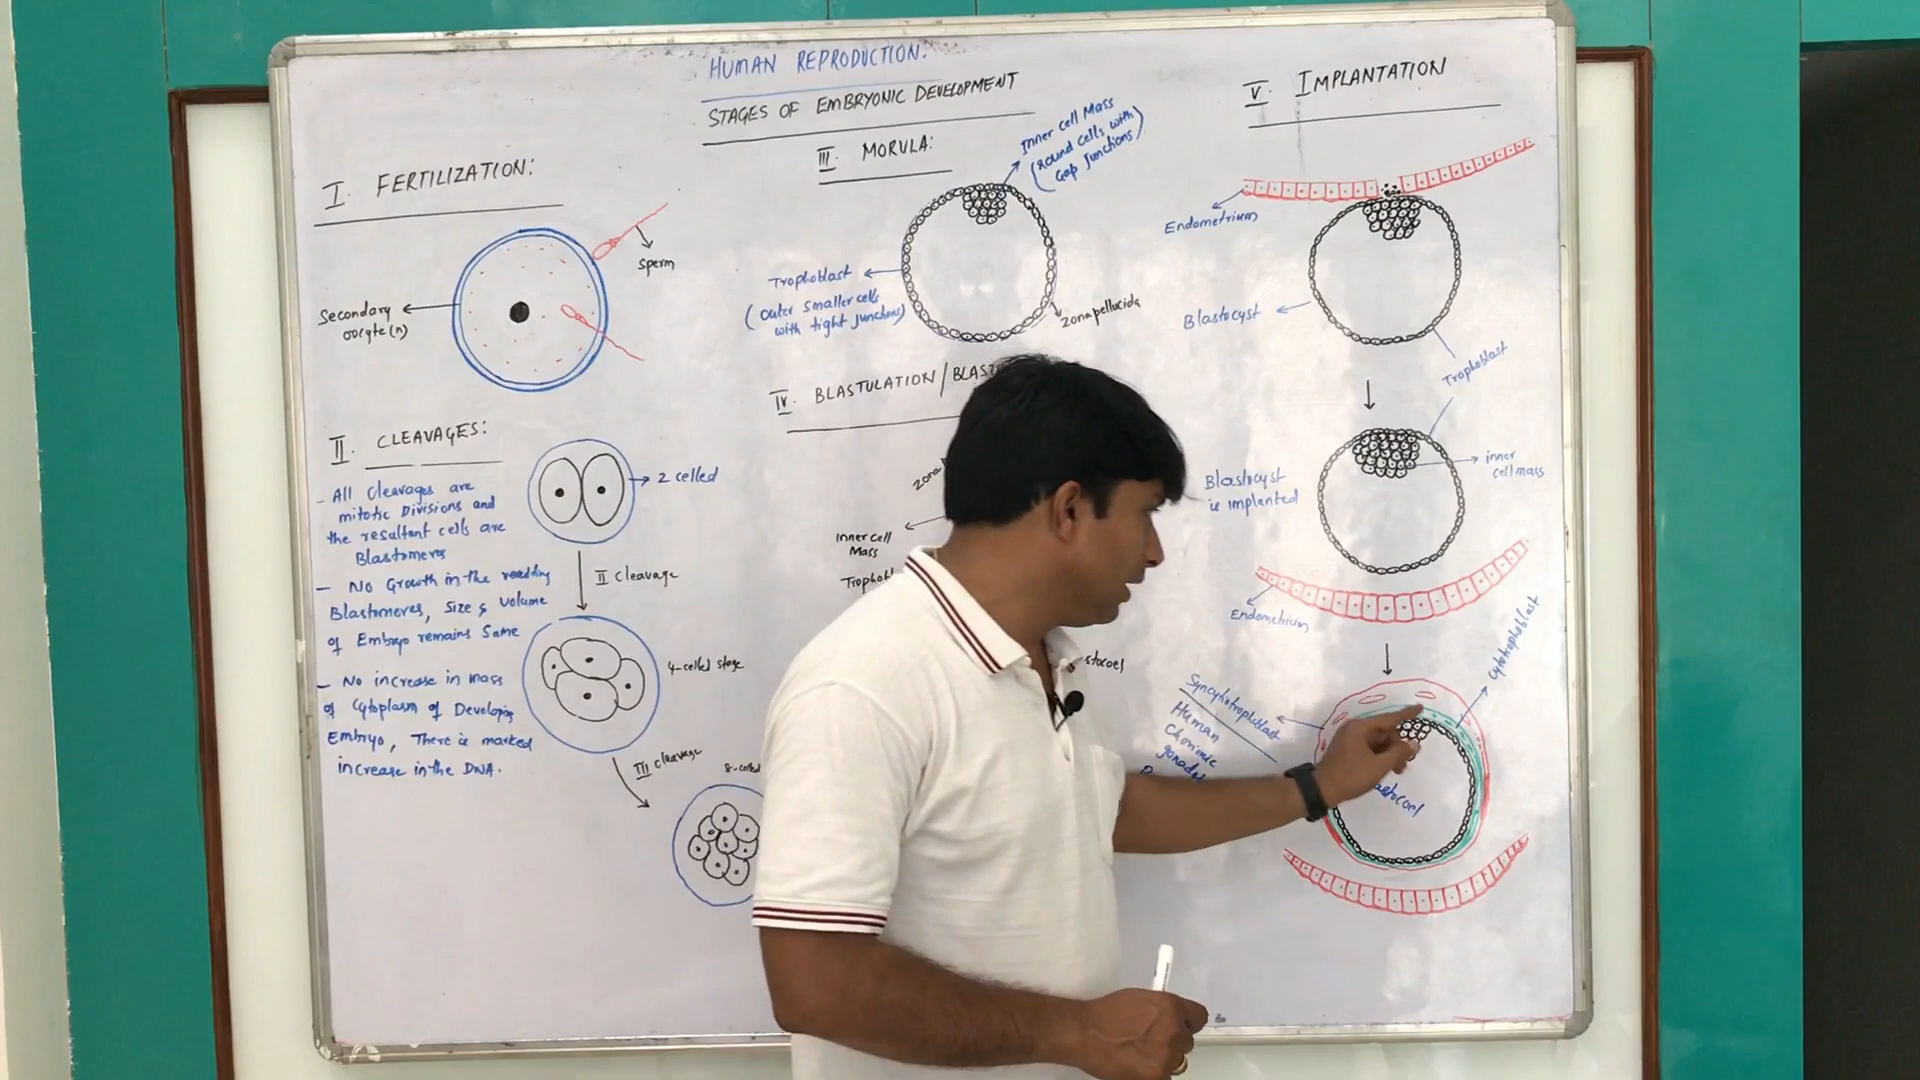 HUMAN REPRODUCTION:
STAGES OF EMBRYONIC DEVELOPMENT
I. FERTILIZATION:
sperm
Secondary
oocyte (n)
II. CLEAVAGES:
- All Cleavages are
mitotic Divisions and
the resultant cells are
Blastomeres
- No Growth in the
Blastomeres, Size & Volume
of Embryo remains Same
- No increase in mass
of Cytoplasm of Developing
Embryo, There is marked
increase in the DNA.
2 celled
II cleavage
4-celled stage
III cleavage
8-celled
III. MORULA:
Inner cell Mass
(round cells with
Gap Junctions)
Trophoblast
(outer smaller cells
with tight Junctions)
Zona pellucida
IV. BLASTULATION/BLAST
Zona
Inner Cell
Mass
Trophobl
stocoel
V. IMPLANTATION
Endometrium
Blastocyst
Trophoblast
Blastocyst
is implanted
inner
cell mass
Endometrium
Cytotrophoblast
Syncytiotrophoblast
Human
Chorionic
gonadot
astocoel